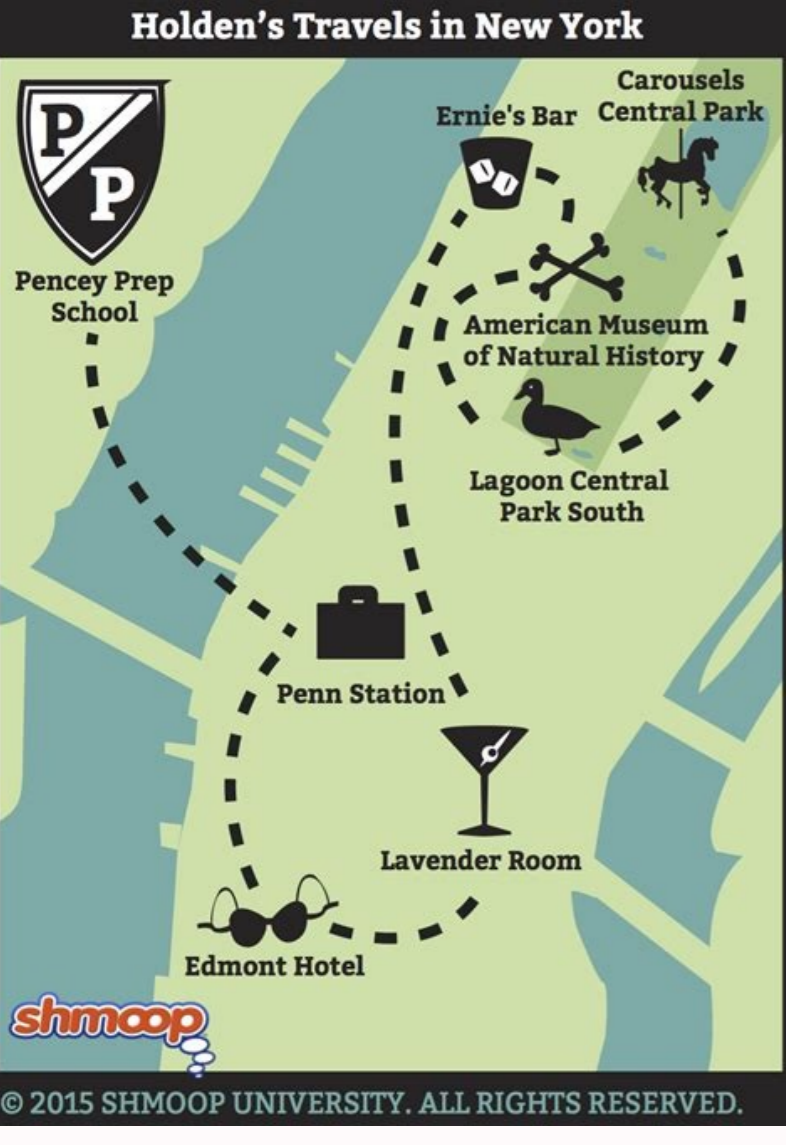 Holden's Travels in New York
Carousels
Central Park
Ernie's Bar
P
P
Pencey Prep
School
American Museum
of Natural History
Lagoon Central
Park South
Penn Station
Lavender Room
Edmont Hotel
shmoop
© 2015 SHMOOP UNIVERSITY. ALL RIGHTS RESERVED.